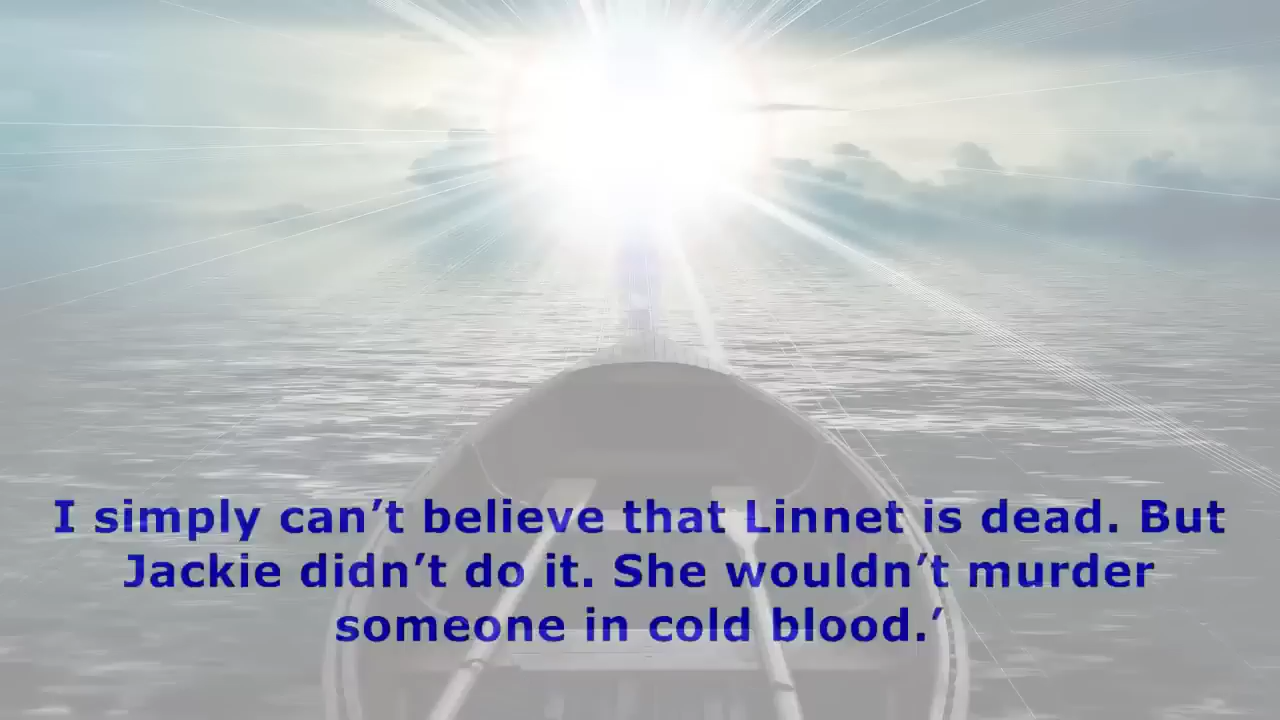 I simply can’t believe that Linnet is dead. But
Jackie didn’t do it. She wouldn’t murder
someone in cold blood.’